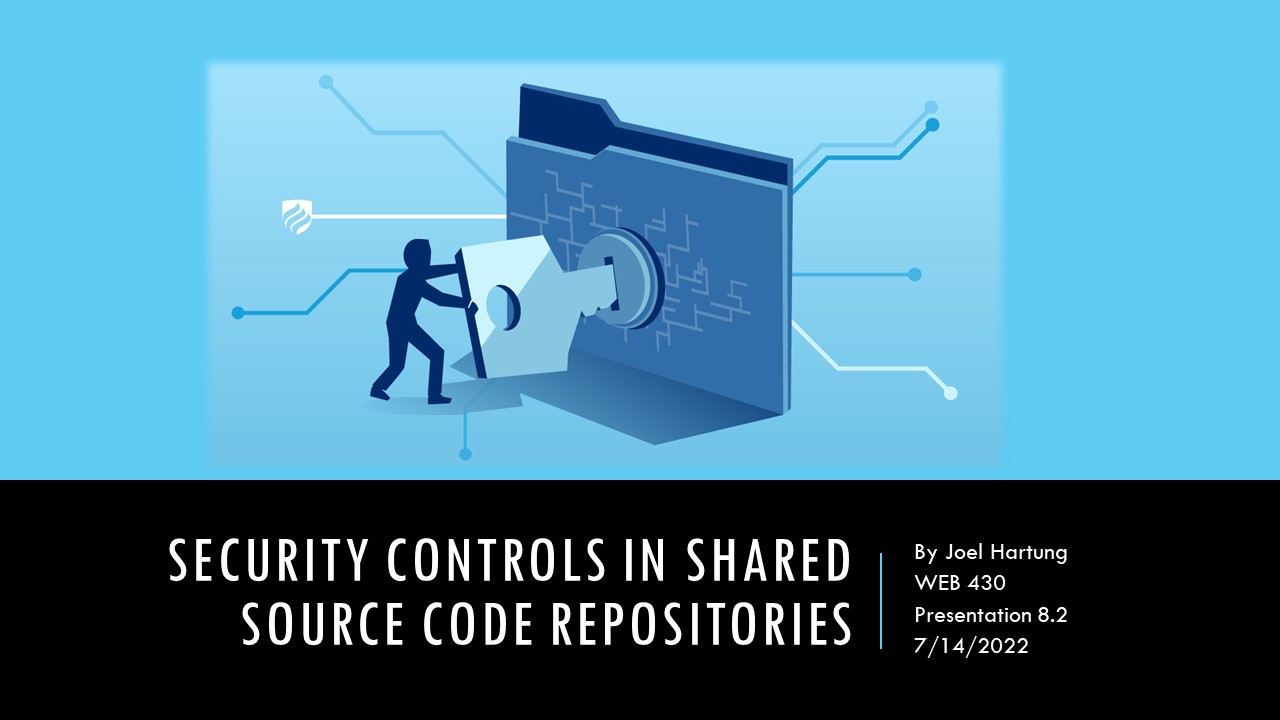 SECURITY CONTROLS IN SHARED
SOURCE CODE REPOSITORIES
By Joel Hartung
WEB 430
Presentation 8.2
7/14/2022